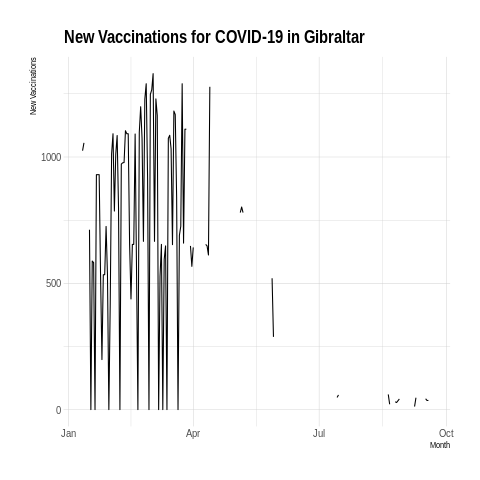 New Vaccinations for COVID-19 in Gibraltar
New Vaccinations
1000
500
0
Jan Apr Jul Oct
Month